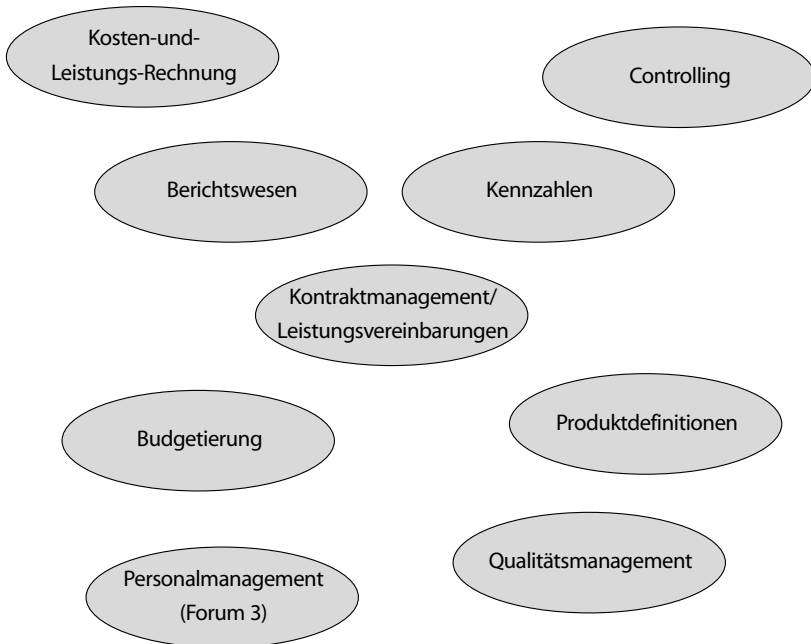 Kosten-und-
Leistungs-Rechnung
Controlling
Berichtswesen
Kennzahlen
Kontraktmanagement/
Leistungsvereinbarungen
Produktdefinitionen
Budgetierung
Qualitätsmanagement
Personalmanagement
(Forum 3)